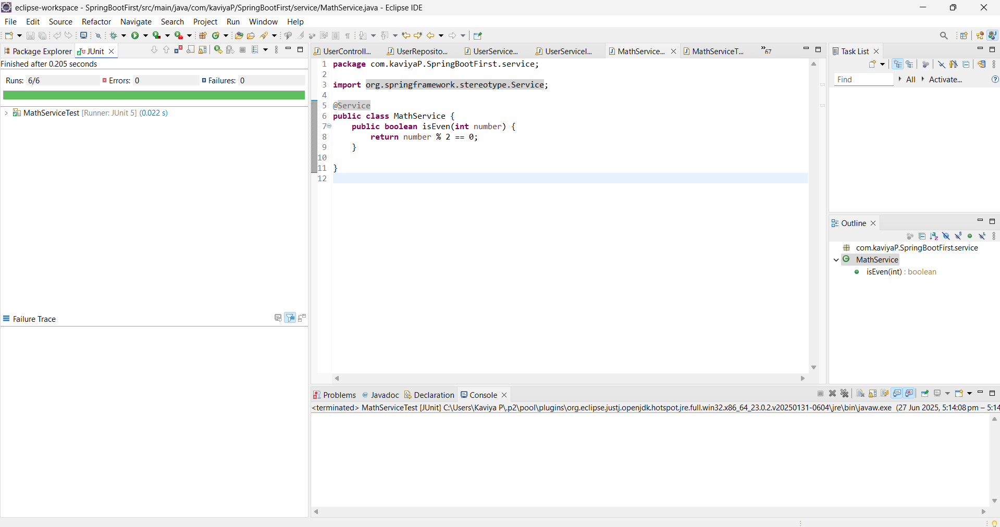 eclipse-workspace - SpringBootFirst/src/main/java/com/kaviyaP/SpringBootFirst/service/MathService.java - Eclipse IDE
File Edit Source Refactor Navigate Search Project Run Window Help
Package Explorer JUnit
Finished after 0.205 seconds
Runs: 6/6 Errors: 0 Failures: 0
MathServiceTest [Runner: JUnit 5] (0.022 s)
Failure Trace
UserControll... UserReposito... UserService... UserServiceI... MathService... MathServiceT... »67
1 package com.kaviyaP.SpringBootFirst.service;
2
3 import org.springframework.stereotype.Service;
4
5 @Service
6 public class MathService {
7 public boolean isEven(int number) {
8 return number % 2 == 0;
9 }
10
11 }
12
Task List
Find All Activate...
Outline
com.kaviyaP.SpringBootFirst.service
MathService
isEven(int) : boolean
Problems @ Javadoc Declaration Console
<terminated> MathServiceTest [JUnit] C:\Users\Kaviya P\.p2\pool\plugins\org.eclipse.justj.openjdk.hotspot.jre.full.win32.x86_64_23.0.2.v20250131-0604\jre\bin\javaw.exe (27 Jun 2025, 5:14:08 pm – 5:14